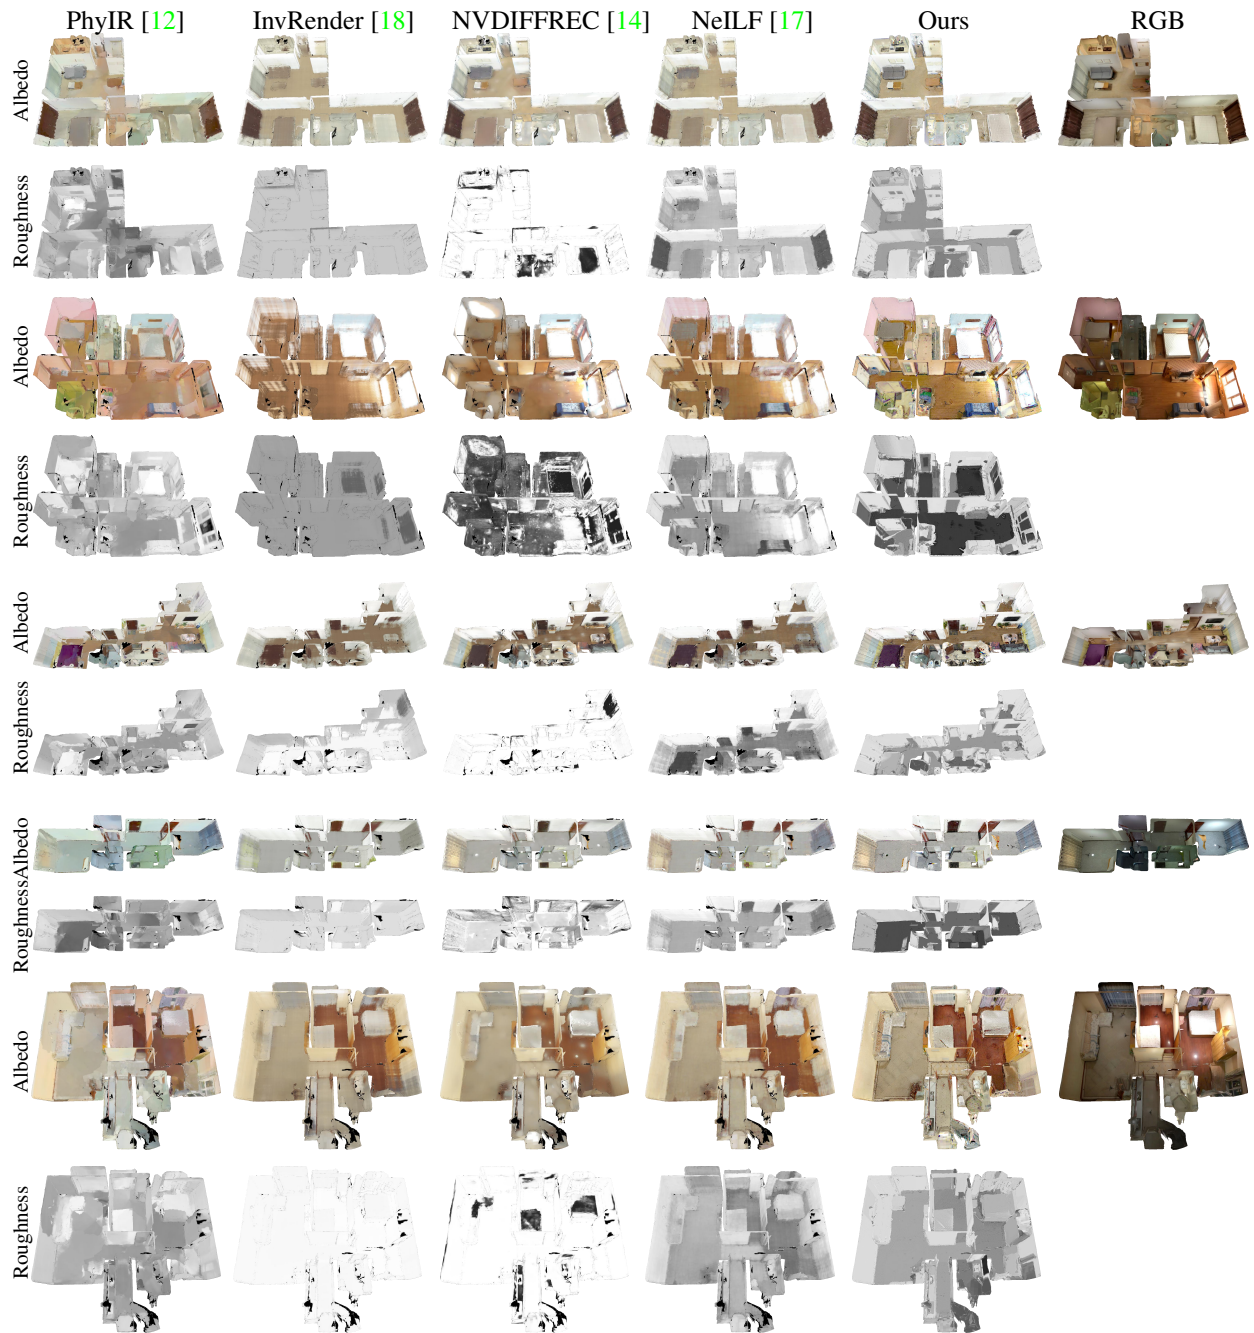 PhyIR [12] InvRender [18] NVDIFFREC [14] NeILF [17] Ours RGB
Albedo
Roughness
Albedo
Roughness
Albedo
Roughness
Albedo
Roughness
Albedo
Roughness